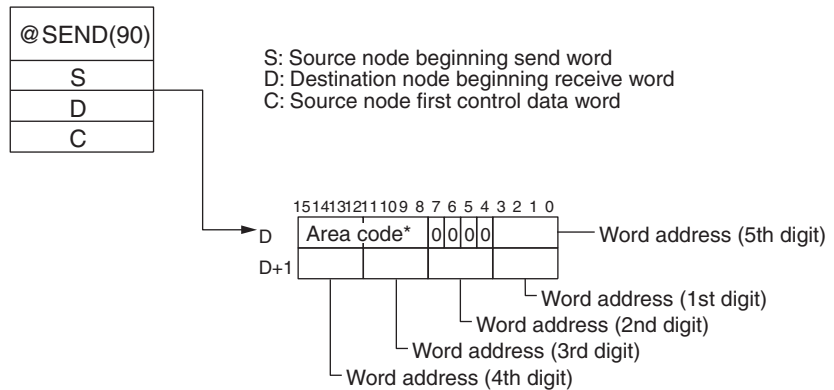 @SEND(90)
S
D
C
S: Source node beginning send word
D: Destination node beginning receive word
C: Source node first control data word
15 14 13 12 11 10 9 8 7 6 5 4 3 2 1 0
D Area code* 0 0 0 0 Word address (5th digit)
D+1
Word address (1st digit)
Word address (2nd digit)
Word address (3rd digit)
Word address (4th digit)